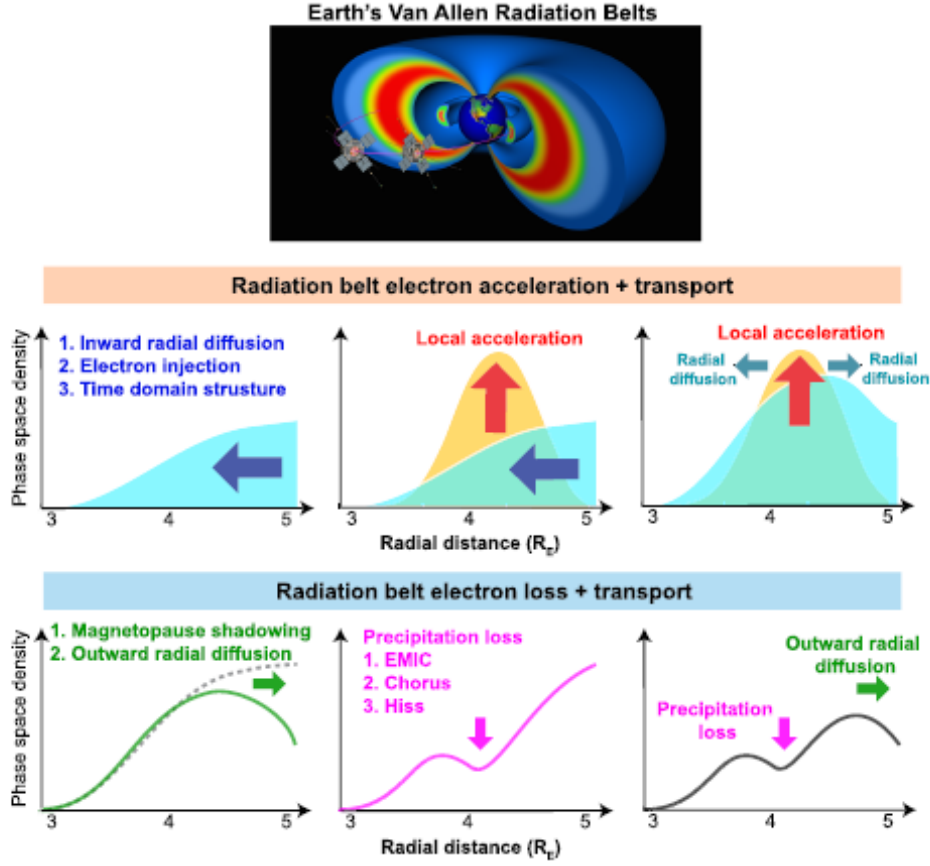 Earth's Van Allen Radiation Belts
Radiation belt electron acceleration + transport
Phase space density
1. Inward radial diffusion
2. Electron injection
3. Time domain strusture
3 4 5
Local acceleration
3 4 5
Local acceleration
Radial diffusion
Radial diffusion
3 4 5
Radial distance (R_E)
Radiation belt electron loss + transport
Phase space density
1. Magnetopause shadowing
2. Outward radial diffusion
3 4 5
Precipitation loss
1. EMIC
2. Chorus
3. Hiss
3 4 5
Outward radial
diffusion
Precipitation
loss
3 4 5
Radial distance (R_E)